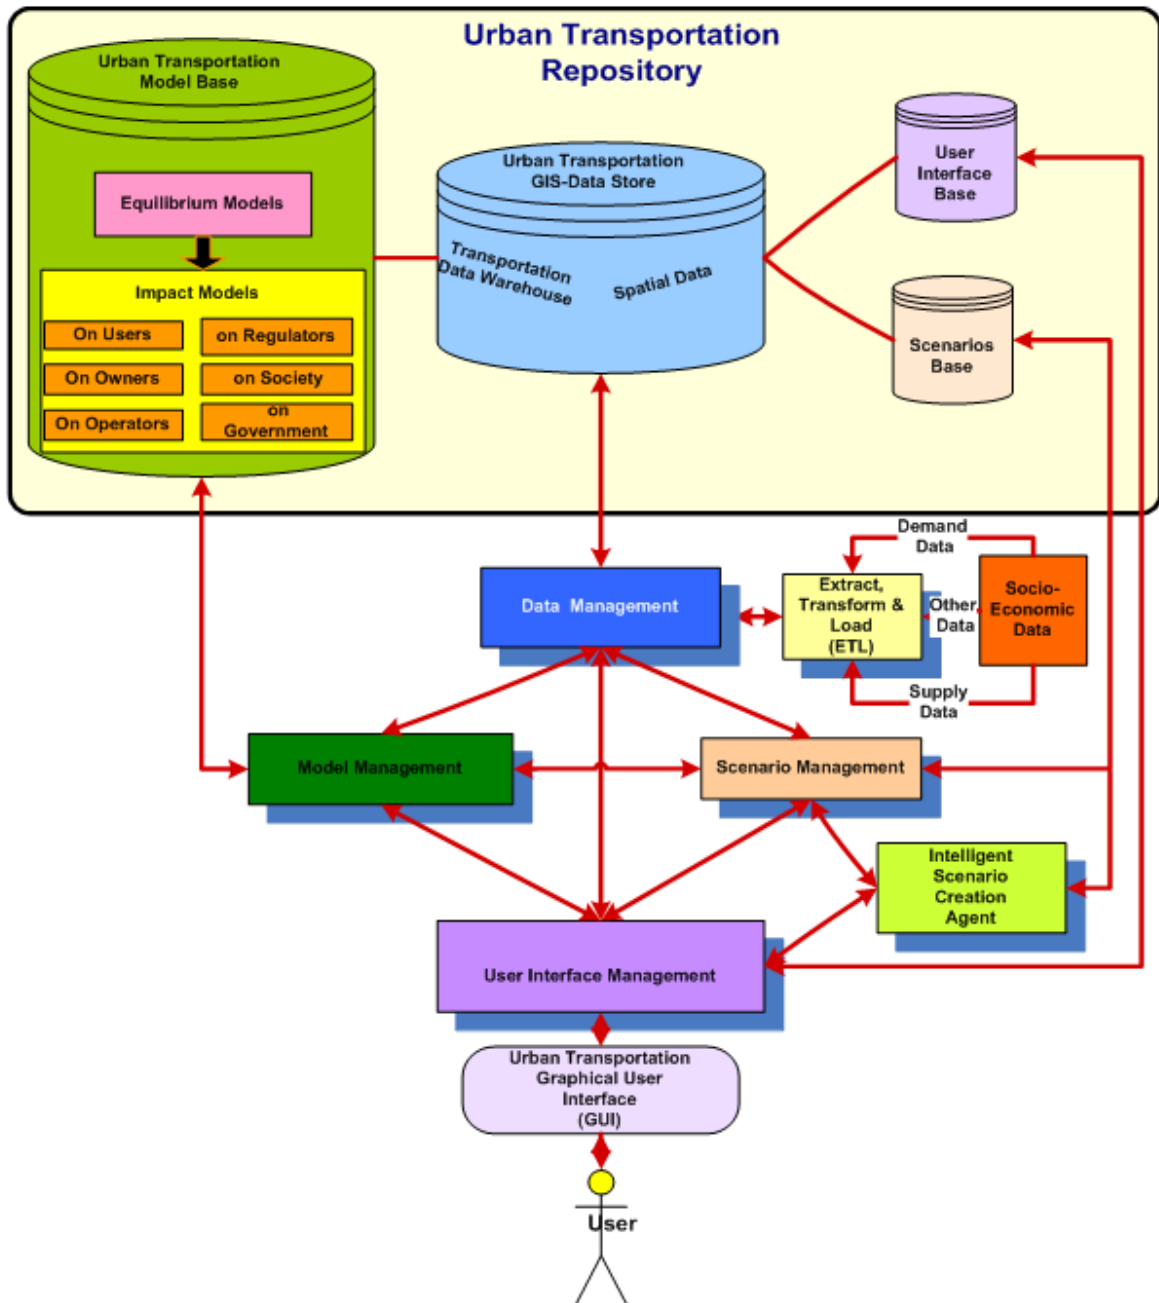 Urban Transportation
Repository
Urban Transportation
Model Base
Equilibrium Models
Impact Models
On Users
on Regulators
On Owners
on Society
On Operators
on
Government
Urban Transportation
GIS-Data Store
Transportation
Data Warehouse
Spatial Data
User
Interface
Base
Scenarios
Base
Demand
Data
Data Management
Extract,
Transform &
Load
(ETL)
Other
Data
Socio-
Economic
Data
Supply
Data
Model Management
Scenario Management
Intelligent
Scenario
Creation
Agent
User Interface Management
Urban Transportation
Graphical User
Interface
(GUI)
User